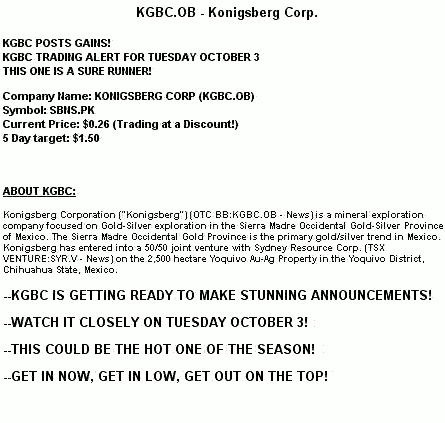 KGBC.OB - Konigsberg Corp.
KGBC POSTS GAINS!
KGBC TRADING ALERT FOR TUESDAY OCTOBER 3
THIS ONE IS A SURE RUNNER!
Company Name: KONIGSBERG CORP (KGBC.OB)
Symbol: SBNS.PK
Current Price: $0.26 (Trading at a Discount!)
5 Day target: $1.50
ABOUT KGBC:
Konigsberg Corporation ("Konigsberg") (OTC BB:KGBC.OB - News) is a mineral exploration
company focused on Gold-Silver exploration in the Sierra Madre Occidental Gold-Silver Province
of Mexico. The Sierra Madre Occidental Gold Province is the primary gold/silver trend in Mexico.
Konigsberg has entered into a 50/50 joint venture with Sydney Resource Corp. (TSX
VENTURE:SYR.V - News) on the 2,500 hectare Yoquivo Au-Ag Property in the Yoquivo District,
Chihuahua State, Mexico.
--KGBC IS GETTING READY TO MAKE STUNNING ANNOUNCEMENTS!
--WATCH IT CLOSELY ON TUESDAY OCTOBER 3!
--THIS COULD BE THE HOT ONE OF THE SEASON!
--GET IN NOW, GET IN LOW, GET OUT ON THE TOP!